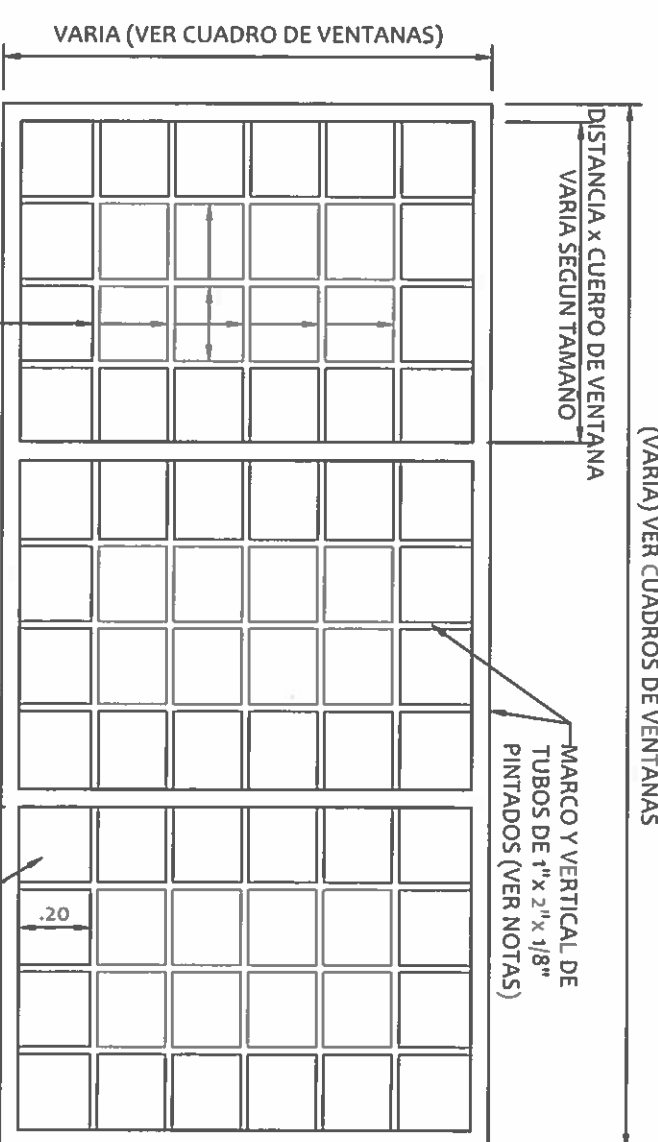 VARIA (VER CUADRO DE VENTANAS)
(VARIA) VER CUADROS DE VENTANAS
DISTANCIA x CUERPO DE VENTANA
VARIA SEGUN TAMAÑO
MARCO Y VERTICAL DE
TUBOS DE 1"x 2"x 1/8"
PINTADOS (VER NOTAS)
.20